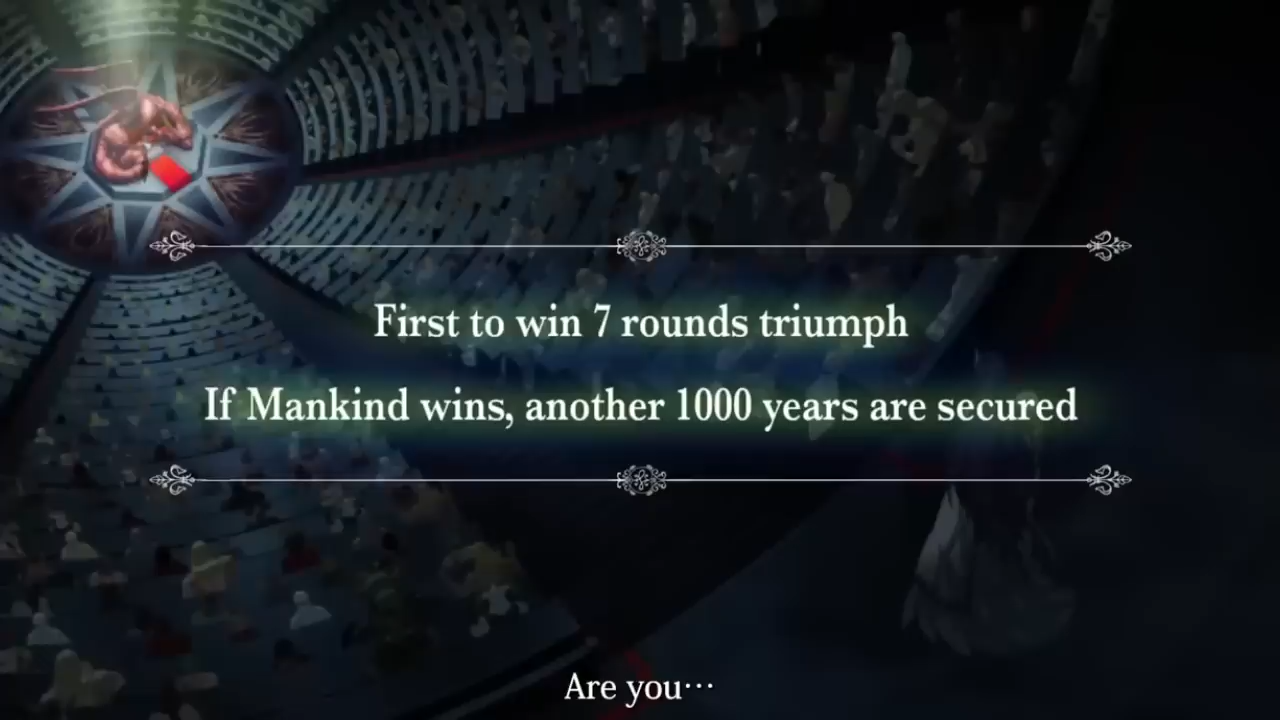 First to win 7 rounds triumph
If Mankind wins, another 1000 years are secured
Are you…